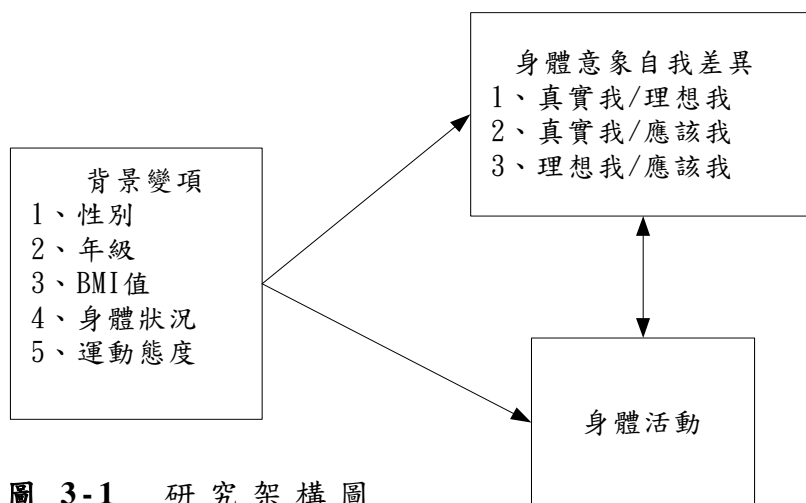 身體意象自我差異
1、真實我/理想我
2、真實我/應該我
3、理想我/應該我
背景變項
1、性別
2、年級
3、BMI值
4、身體狀況
5、運動態度
身體活動
圖 3-1 研究架構圖